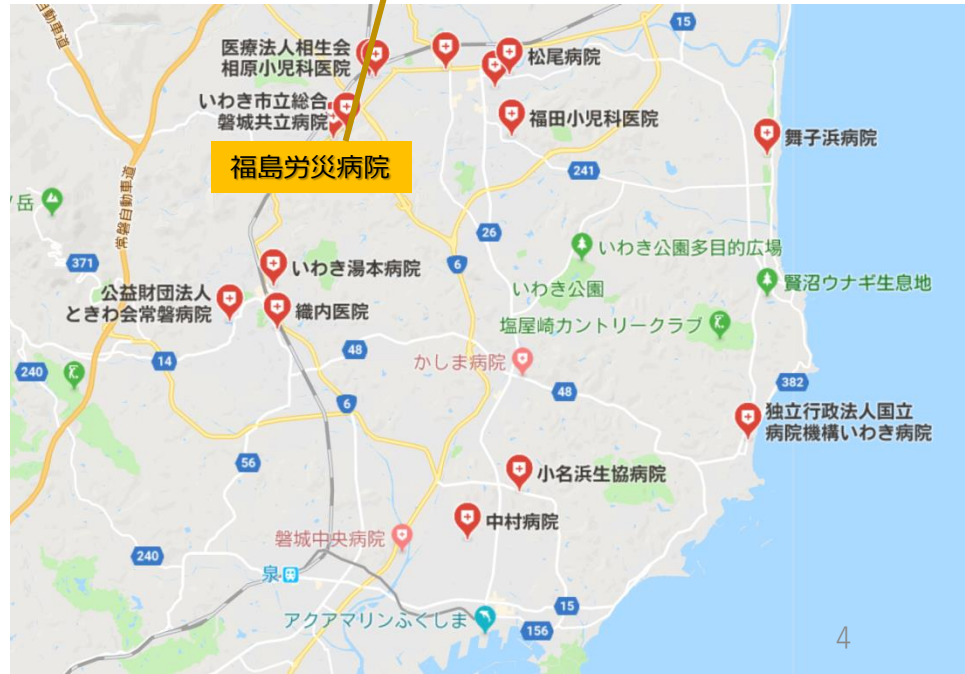 自動車道
15
医療法人相生会
相原小児科医院
松尾病院
いわき市立総合
磐城共立病院
福田小児科医院
舞子浜病院
福島労災病院
241
岳
常磐自動車道
26
371
いわき湯本病院
6
いわき公園多目的広場
公益財団法人
ときわ会常磐病院
いわき公園
賢沼ウナギ生息地
織内医院
塩屋崎カントリークラブ
48
14
かしま病院
240
48
382
6
独立行政法人国立
病院機構いわき病院
56
小名浜生協病院
中村病院
磐城中央病院
240
泉
アクアマリンふくしま
15
156
4